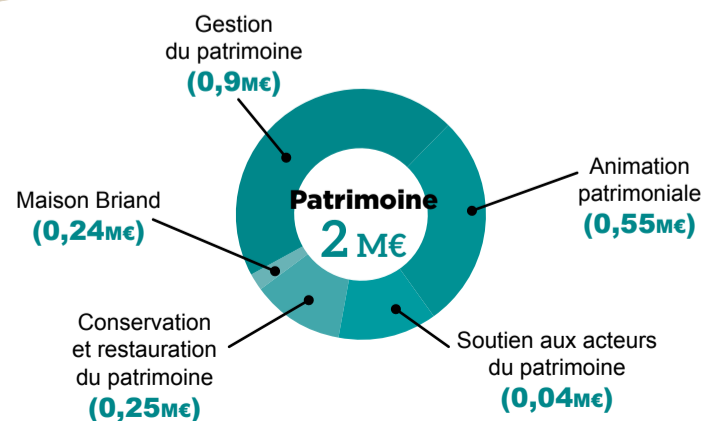 Gestion
du patrimoine
(0,9M€)
Animation
patrimoniale
(0,55M€)
Patrimoine
2 M€
Maison Briand
(0,24M€)
Conservation
et restauration
du patrimoine
(0,25M€)
Soutien aux acteurs
du patrimoine
(0,04M€)